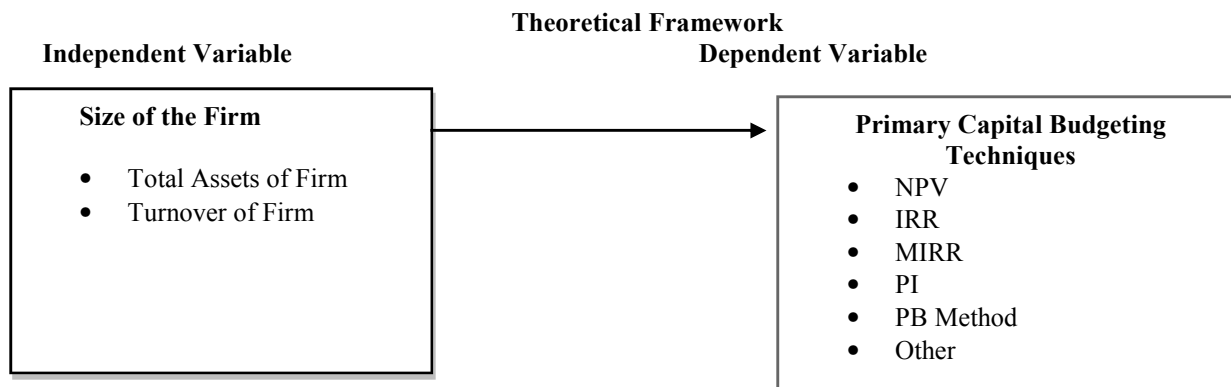 Theoretical Framework
Independent Variable Dependent Variable
Size of the Firm
• Total Assets of Firm
• Turnover of Firm
Primary Capital Budgeting
Techniques
• NPV
• IRR
• MIRR
• PI
• PB Method
• Other